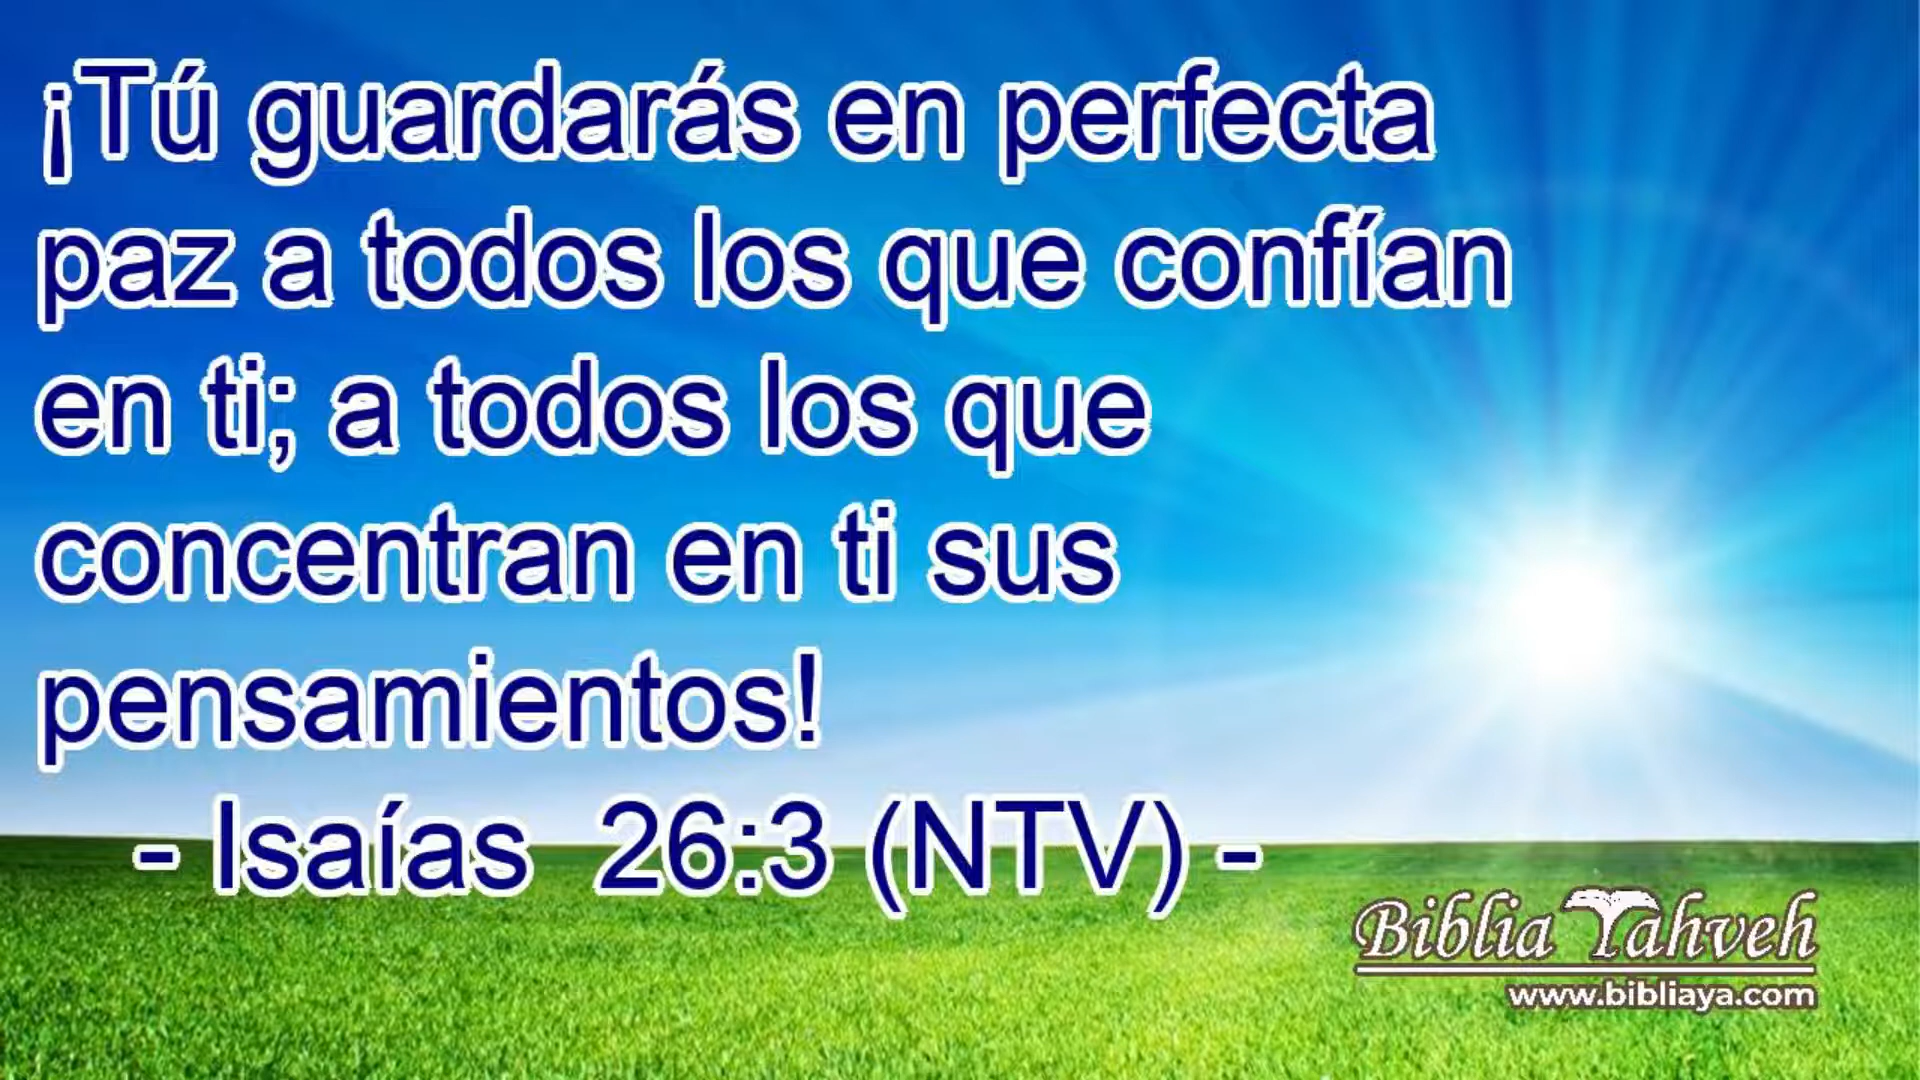 ¡Tú guardarás en perfecta
paz a todos los que confían
en ti; a todos los que
concentran en ti sus
pensamientos!
- Isaías 26:3 (NTV) -
Biblia Yahveh
www.bibliaya.com